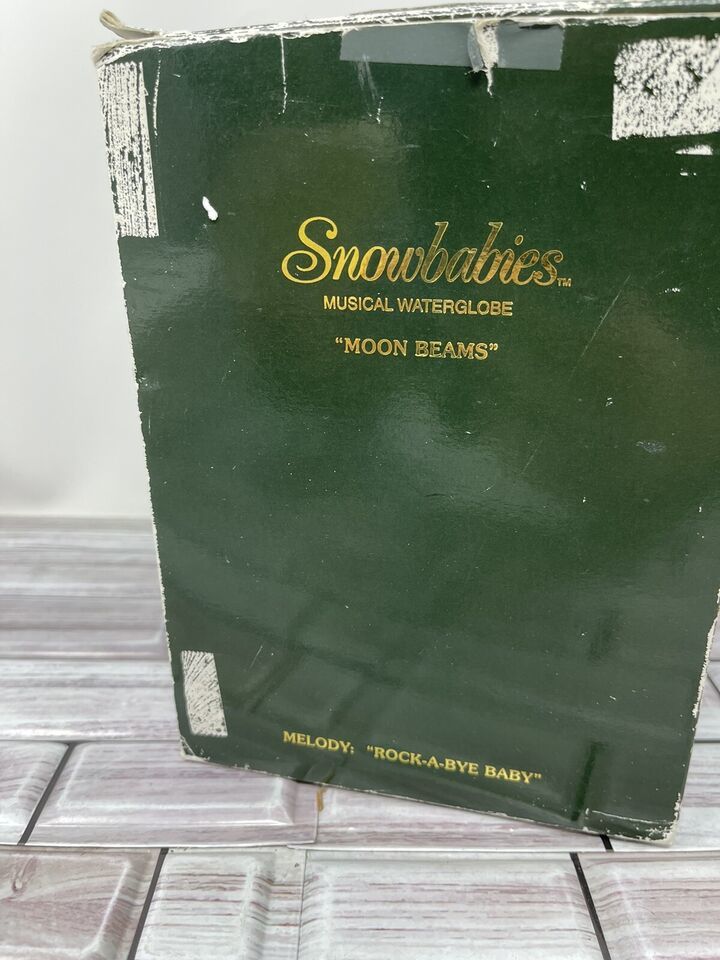 Snowbabies™
MUSICAL WATERGLOBE
“MOON BEAMS”
MELODY: “ROCK-A-BYE BABY”